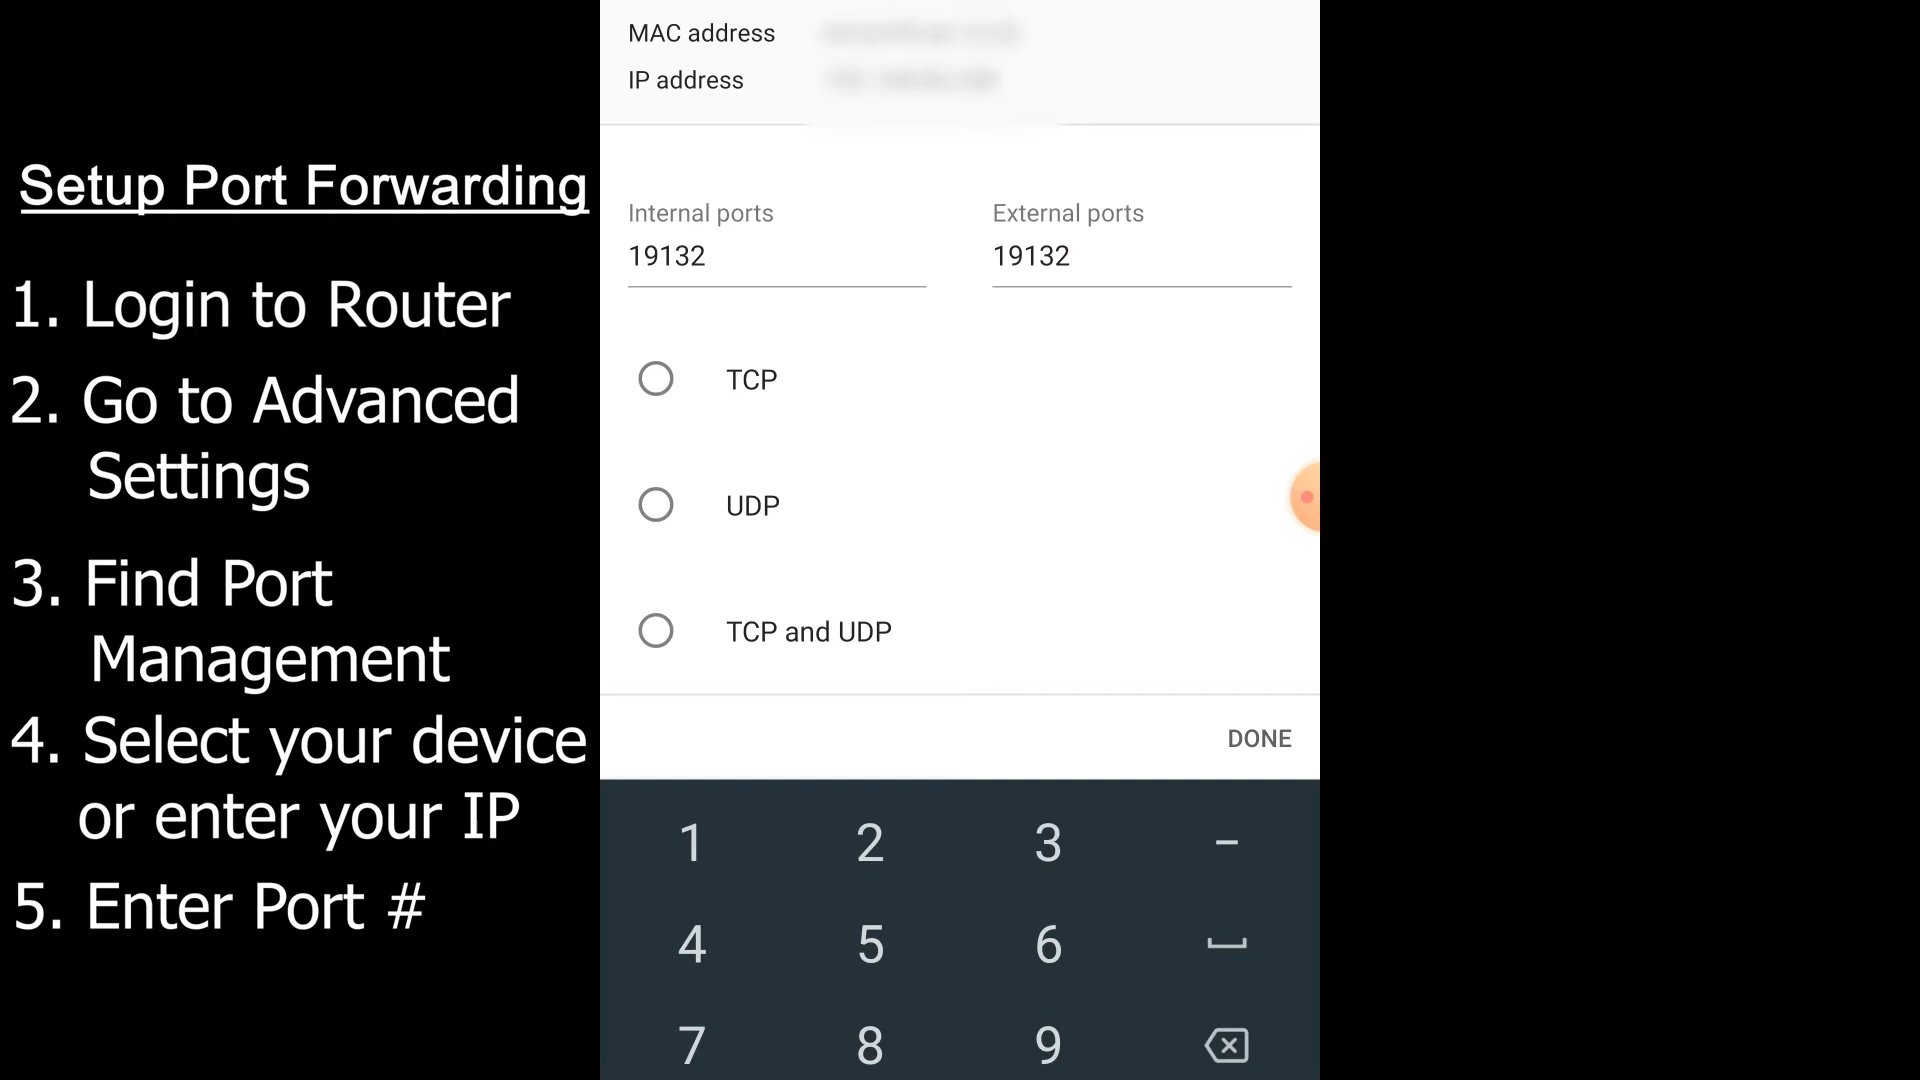 Setup Port Forwarding
1. Login to Router
2. Go to Advanced
Settings
3. Find Port
Management
4. Select your device
or enter your IP
5. Enter Port #
MAC address
IP address
Internal ports External ports
19132 19132
TCP
UDP
TCP and UDP
DONE
1 2 3 -
4 5 6
7 8 9